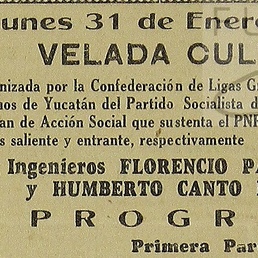 unes 31 de Ener
VELADA CUL
nizada por la Confederación de Ligas G
nos de Yucatán del Partido Socialista d
an de Acción Social que sustenta el PN
s saliente y entrante, respectivamente
Ingenieros FLORENCIO PA
y HUMBERTO CANTO
PROGR
Primera Par